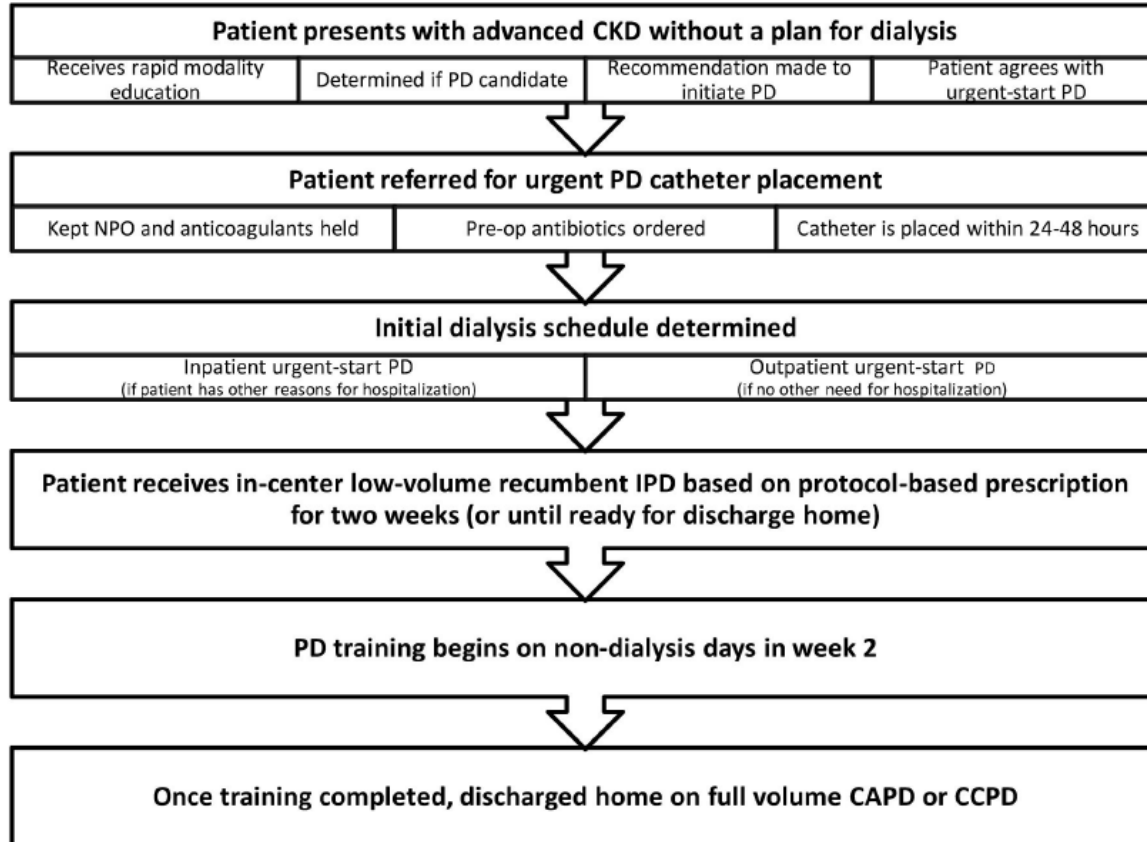 Patient presents with advanced CKD without a plan for dialysis
Receives rapid modality
education
Determined if PD candidate
Recommendation made to
initiate PD
Patient agrees with
urgent-start PD
Patient referred for urgent PD catheter placement
Kept NPO and anticoagulants held
Pre-op antibiotics ordered
Catheter is placed within 24-48 hours
Initial dialysis schedule determined
Inpatient urgent-start PD
(if patient has other reasons for hospitalization)
Outpatient urgent-start PD
(if no other need for hospitalization)
Patient receives in-center low-volume recumbent IPD based on protocol-based prescription
for two weeks (or until ready for discharge home)
PD training begins on non-dialysis days in week 2
Once training completed, discharged home on full volume CAPD or CCPD